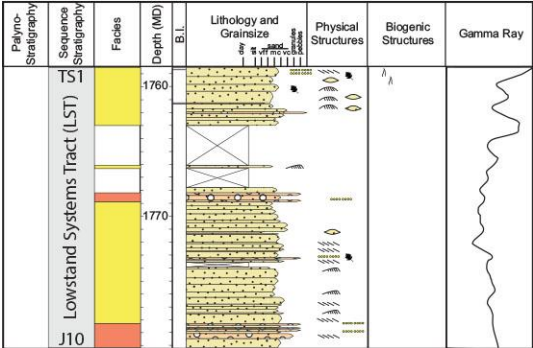 Palyno-
Stratigraphy
Sequence
Stratigraphy
Facies
Depth (MD)
B.I.
Lithology and
Grainsize
clay
silt
sand
vf f m c vc
granules
pebbles
Physical
Structures
Biogenic
Structures
Gamma Ray
TS1
Lowstand Systems Tract (LST)
J10
1760
1770